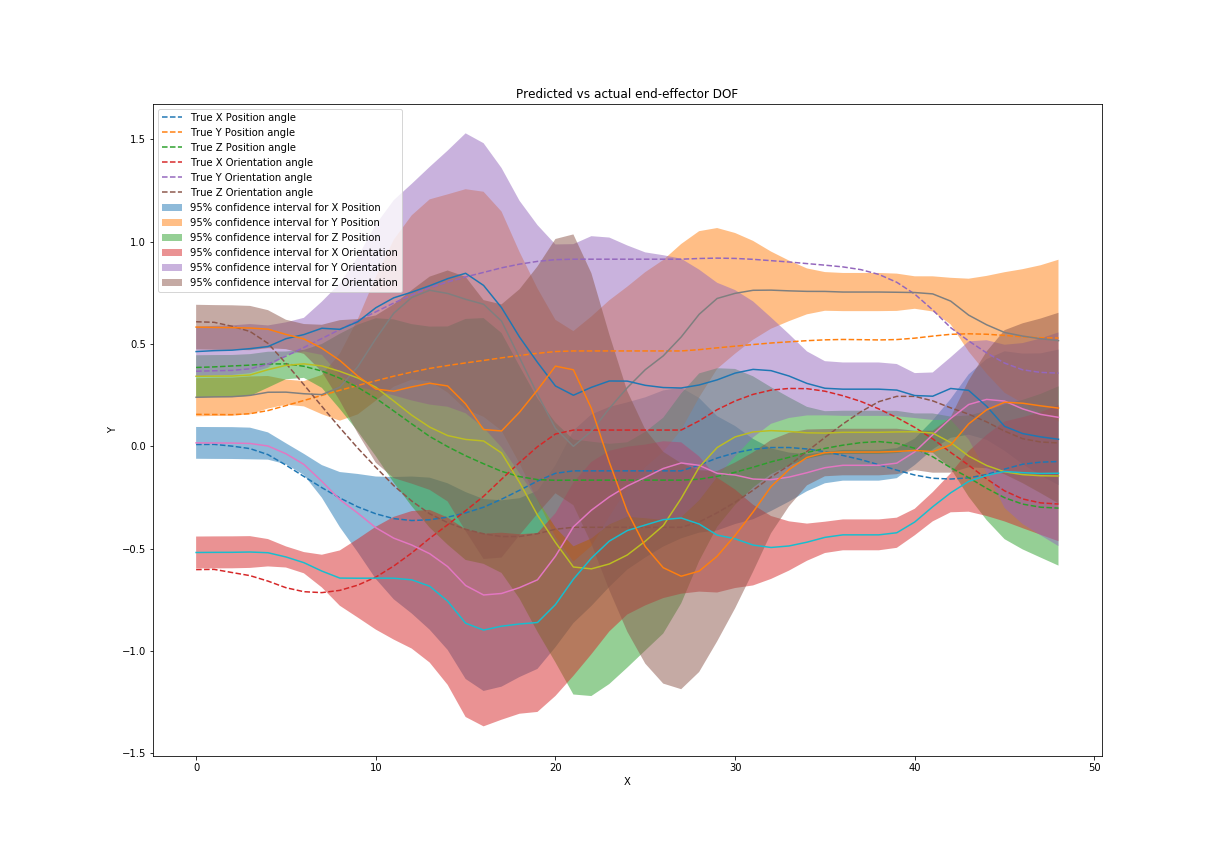 Predicted vs actual end-effector DOF
True X Position angle
True Y Position angle
True Z Position angle
True X Orientation angle
True Y Orientation angle
True Z Orientation angle
95% confidence interval for X Position
95% confidence interval for Y Position
95% confidence interval for Z Position
95% confidence interval for X Orientation
95% confidence interval for Y Orientation
95% confidence interval for Z Orientation
1.5
1.0
0.5
0.0
−0.5
−1.0
−1.5
Y
0 10 20 30 40 50
X